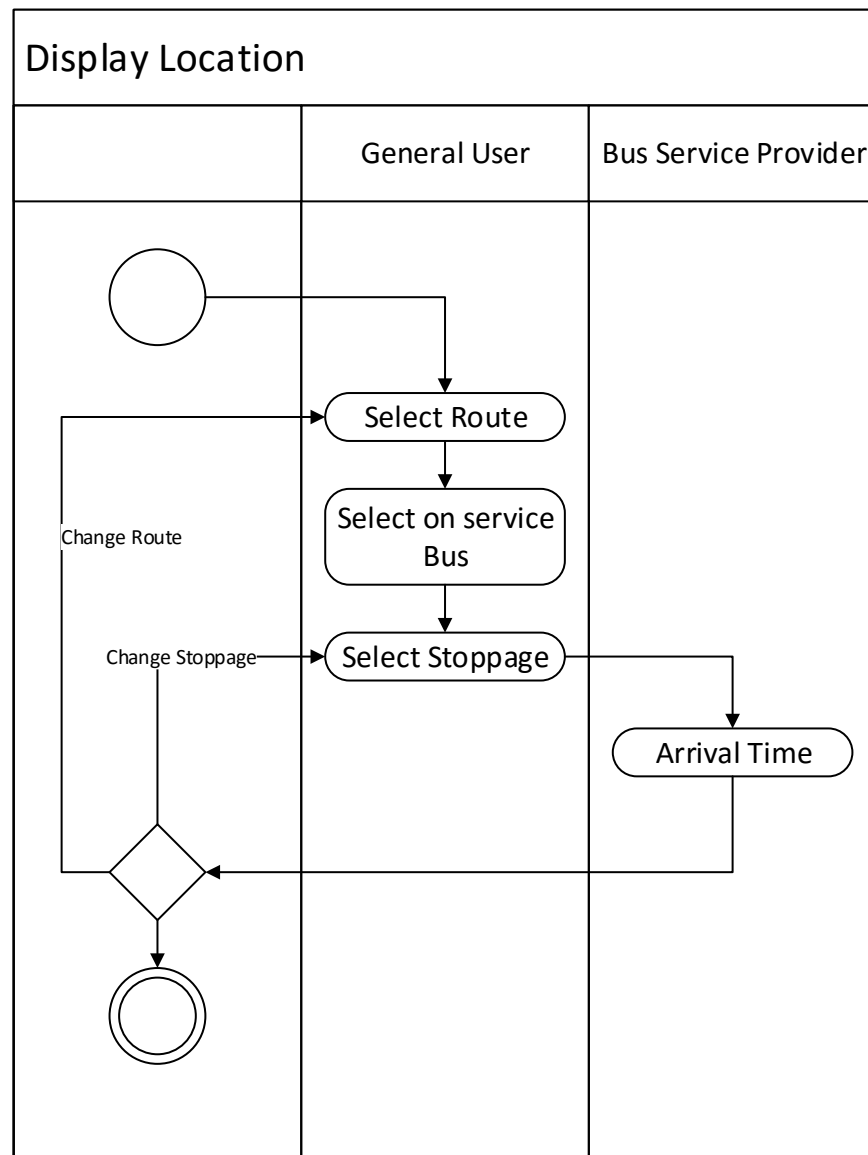 Display Location
General User
Bus Service Provider
Select Route
Select on service
Bus
Change Route
Change Stoppage
Select Stoppage
Arrival Time